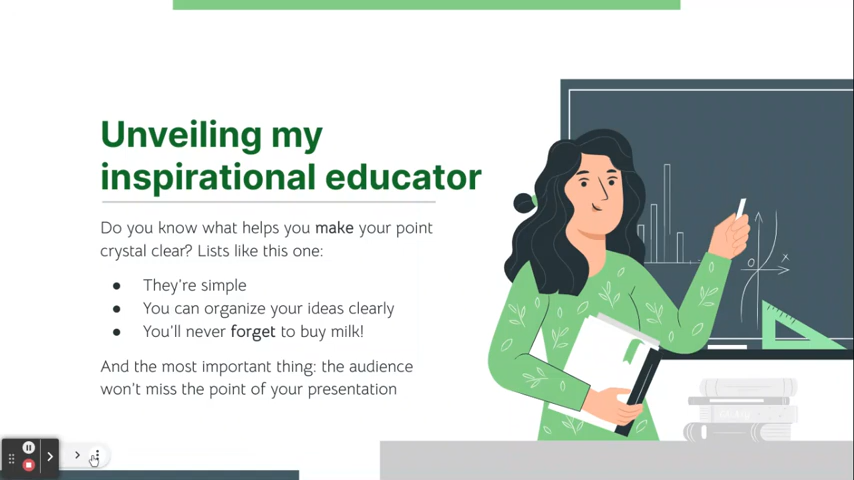 Unveiling my
inspirational educator
Do you know what helps you make your point
crystal clear? Lists like this one:
● They're simple
● You can organize your ideas clearly
● You'll never forget to buy milk!
And the most important thing: the audience
won't miss the point of your presentation
0
x